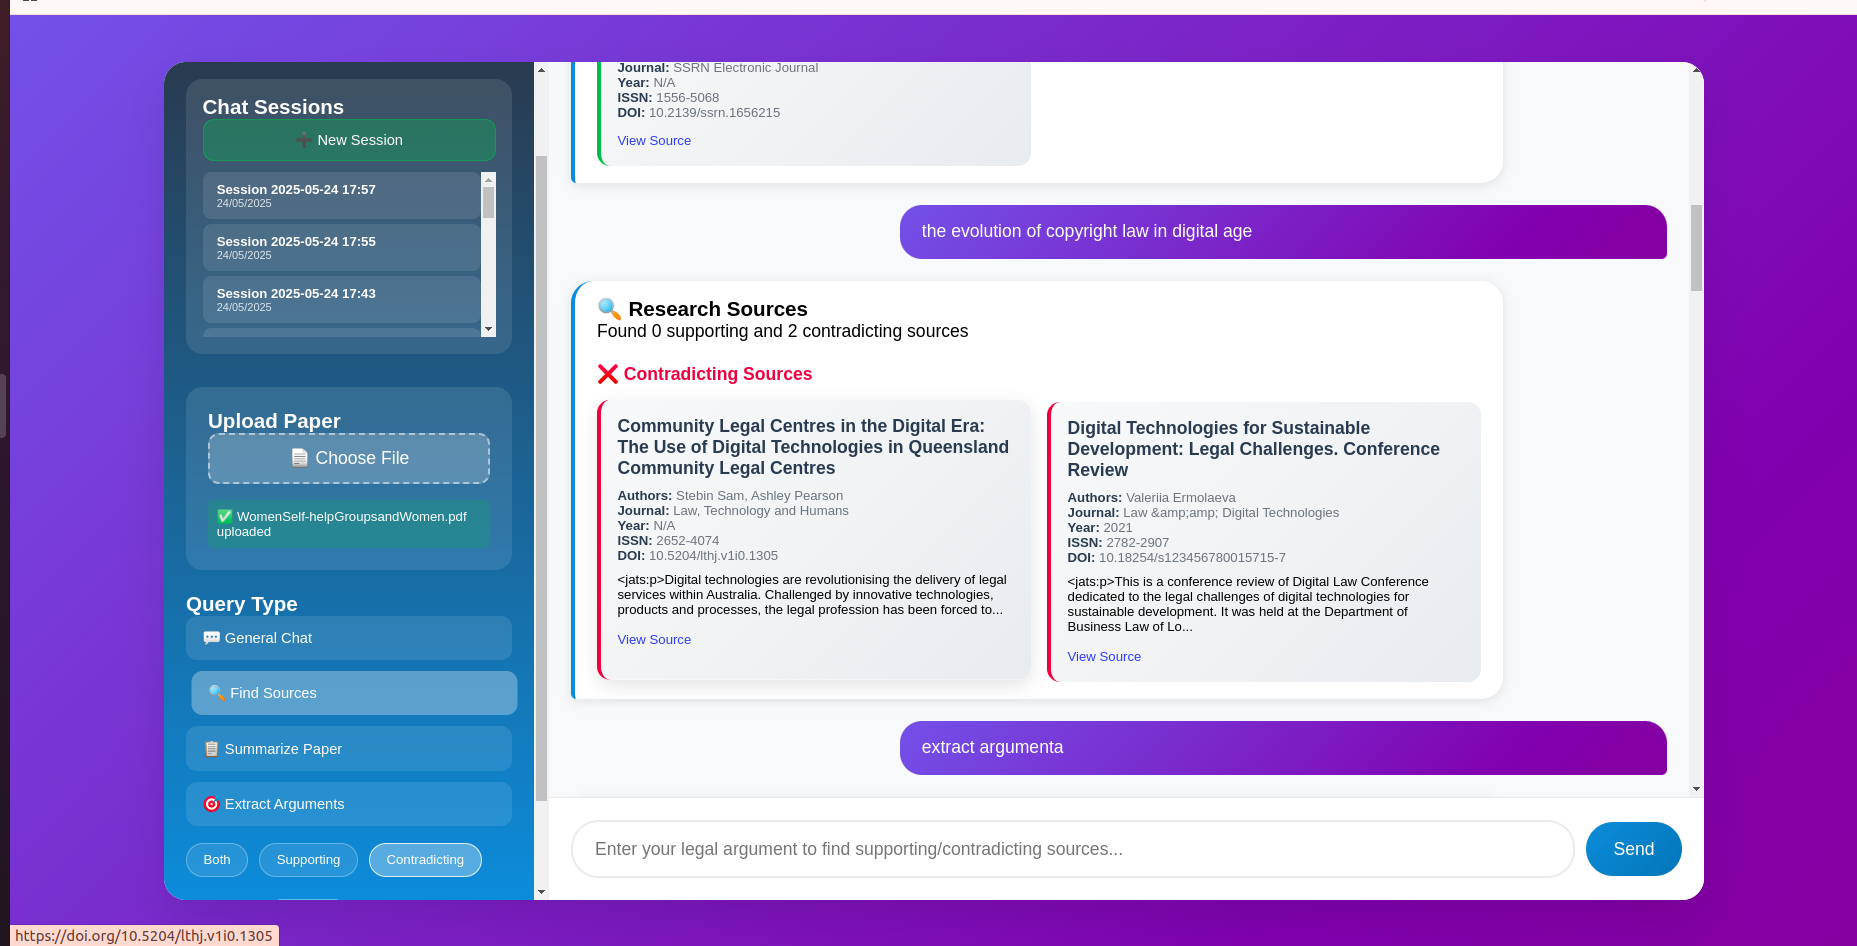 Chat Sessions
➕ New Session
Session 2025-05-24 17:57
24/05/2025
Session 2025-05-24 17:55
24/05/2025
Session 2025-05-24 17:43
24/05/2025
Upload Paper
📄 Choose File
✅ WomenSelf-helpGroupsandWomen.pdf
uploaded
Query Type
💬 General Chat
🔍 Find Sources
📋 Summarize Paper
🎯 Extract Arguments
Both
Supporting
Contradicting
Journal: SSRN Electronic Journal
Year: N/A
ISSN: 1556-5068
DOI: 10.2139/ssrn.1656215
View Source
the evolution of copyright law in digital age
🔍 Research Sources
Found 0 supporting and 2 contradicting sources
❌ Contradicting Sources
Community Legal Centres in the Digital Era:
The Use of Digital Technologies in Queensland
Community Legal Centres
Authors: Stebin Sam, Ashley Pearson
Journal: Law, Technology and Humans
Year: N/A
ISSN: 2652-4074
DOI: 10.5204/lthj.v1i0.1305
<jats:p>Digital technologies are revolutionising the delivery of legal
services within Australia. Challenged by innovative technologies,
products and processes, the legal profession has been forced to...
View Source
Digital Technologies for Sustainable
Development: Legal Challenges. Conference
Review
Authors: Valeriia Ermolaeva
Journal: Law &amp;amp; Digital Technologies
Year: 2021
ISSN: 2782-2907
DOI: 10.18254/s123456780015715-7
<jats:p>This is a conference review of Digital Law Conference
dedicated to the legal challenges of digital technologies for
sustainable development. It was held at the Department of
Business Law of Lo...
View Source
extract argumenta
Enter your legal argument to find supporting/contradicting sources...
Send
https://doi.org/10.5204/lthj.v1i0.1305